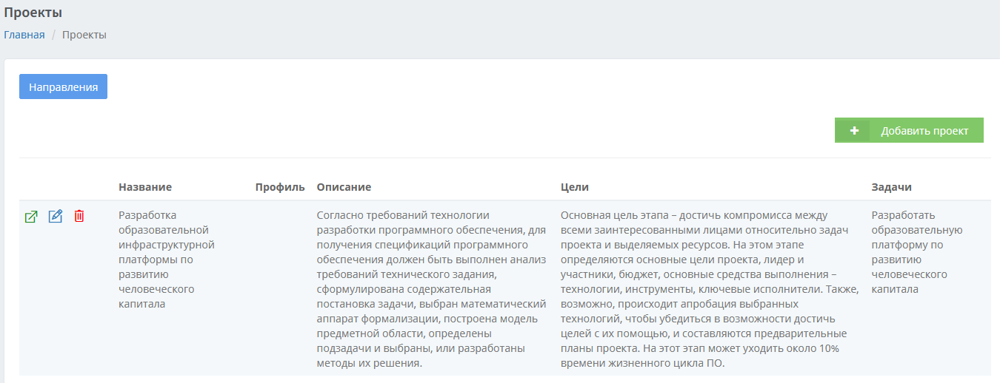 Проекты
Главная / Проекты
Направления
Добавить проект
Название Профиль Описание Цели Задачи
Разработка
образовательной
инфраструктурной
платформы по
развитию
человеческого
капитала
Согласно требований технологии
разработки программного обеспечения, для
получения спецификаций программного
обеспечения должен быть выполнен анализ
требований технического задания,
сформулирована содержательная
постановка задачи, выбран математический
аппарат формализации, построена модель
предметной области, определены
подзадачи и выбраны, или разработаны
методы их решения.
Основная цель этапа – достичь компромисса между
всеми заинтересованными лицами относительно задач
проекта и выделяемых ресурсов. На этом этапе
определяются основные цели проекта, лидер и
участники, бюджет, основные средства выполнения –
технологии, инструменты, ключевые исполнители. Также,
возможно, происходит апробация выбранных
технологий, чтобы убедиться в возможности достичь
целей с их помощью, и составляются предварительные
планы проекта. На этот этап может уходить около 10%
времени жизненного цикла ПО.
Разработать
образовательную
платформу по
развитию
человеческого
капитала